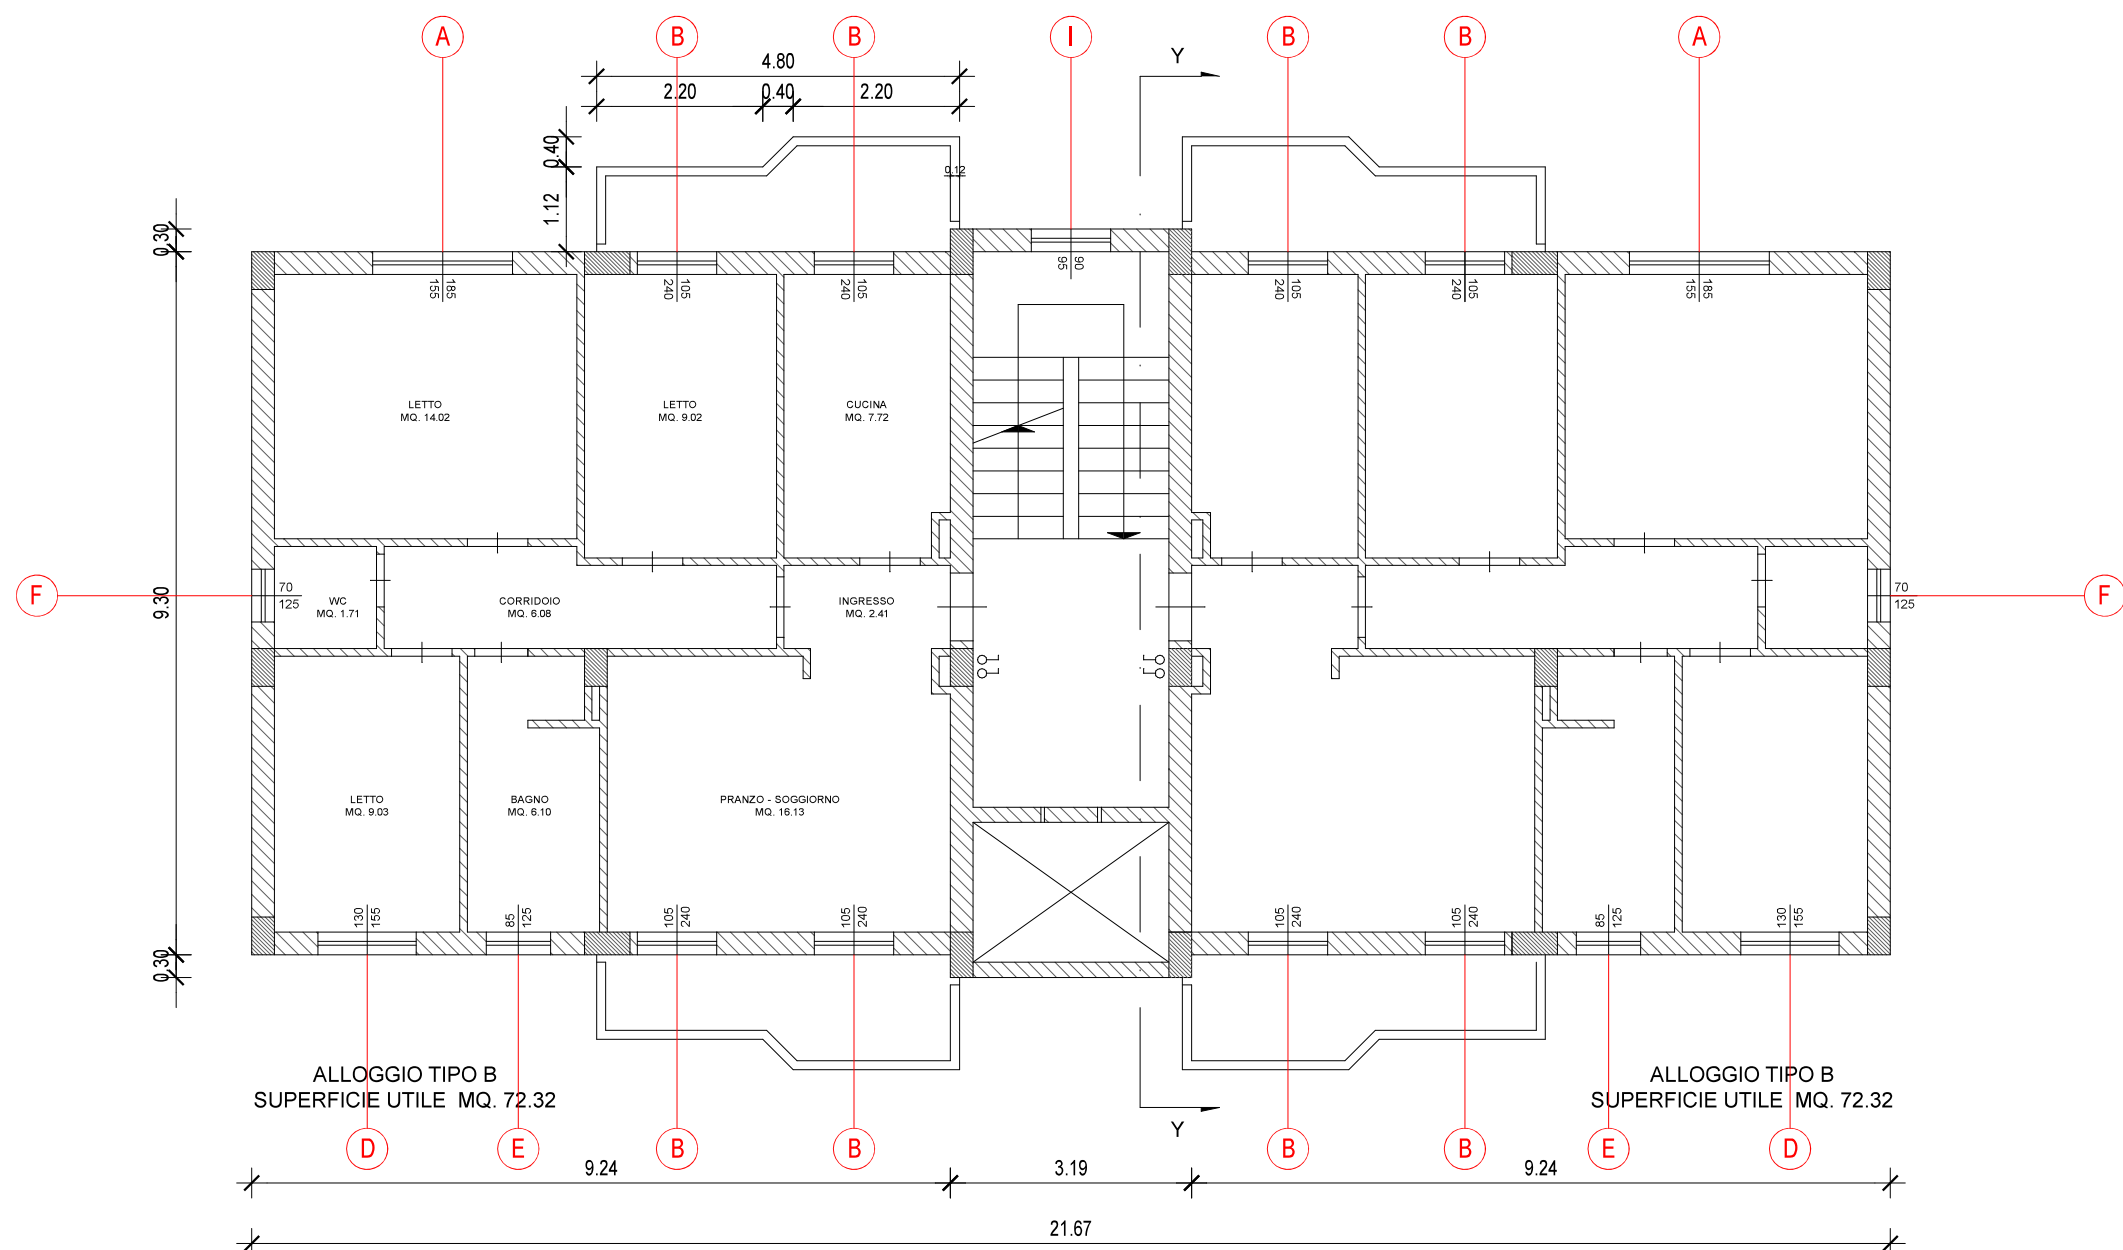 A B B I B B A
Y
4.80
2.20 0.40 2.20
0.40
1.12
0.12
0.30
9.30
0.30
185
155
105
240
105
240
90
95
105
240
105
240
185
155
LETTO
MQ. 14.02
LETTO
MQ. 9.02
CUCINA
MQ. 7.72
F
70
125
WC
MQ. 1.71
CORRIDOIO
MQ. 6.08
INGRESSO
MQ. 2.41
70
125
F
LETTO
MQ. 9.03
BAGNO
MQ. 6.10
PRANZO - SOGGIORNO
MQ. 16.13
130
155
85
125
105
240
105
240
105
240
105
240
85
125
130
155
ALLOGGIO TIPO B
SUPERFICIE UTILE MQ. 72.32
ALLOGGIO TIPO B
SUPERFICIE UTILE MQ. 72.32
Y
D E B B B B E D
9.24 3.19 9.24
21.67